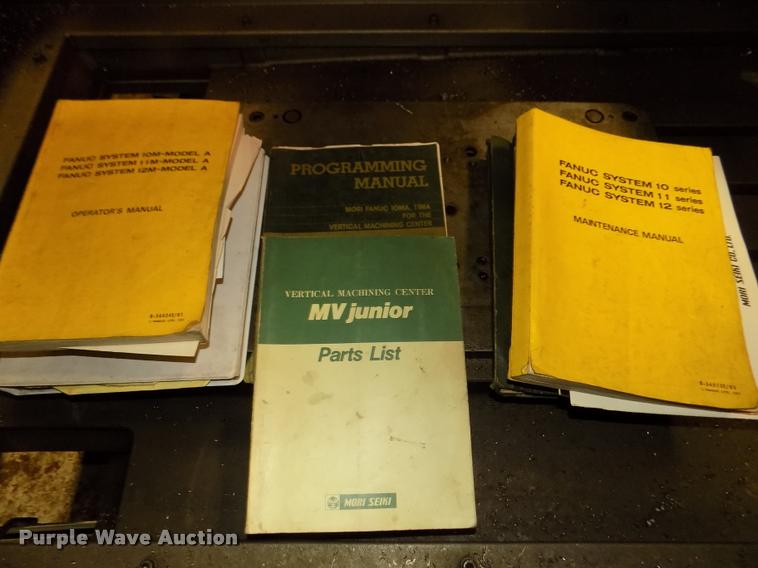 FANUC SYSTEM 10M-MODEL A
FANUC SYSTEM 11M-MODEL A
FANUC SYSTEM 12M-MODEL A
OPERATOR'S MANUAL
PROGRAMMING
MANUAL
MORI FANUC 10MA, 11MA
FOR THE
VERTICAL MACHINING CENTER
VERTICAL MACHINING CENTER
MV junior
Parts List
MORI SEIKI
FANUC SYSTEM 10 series
FANUC SYSTEM 11 series
FANUC SYSTEM 12 series
MAINTENANCE MANUAL
MORI SEIKI CO., LTD.
Purple Wave Auction